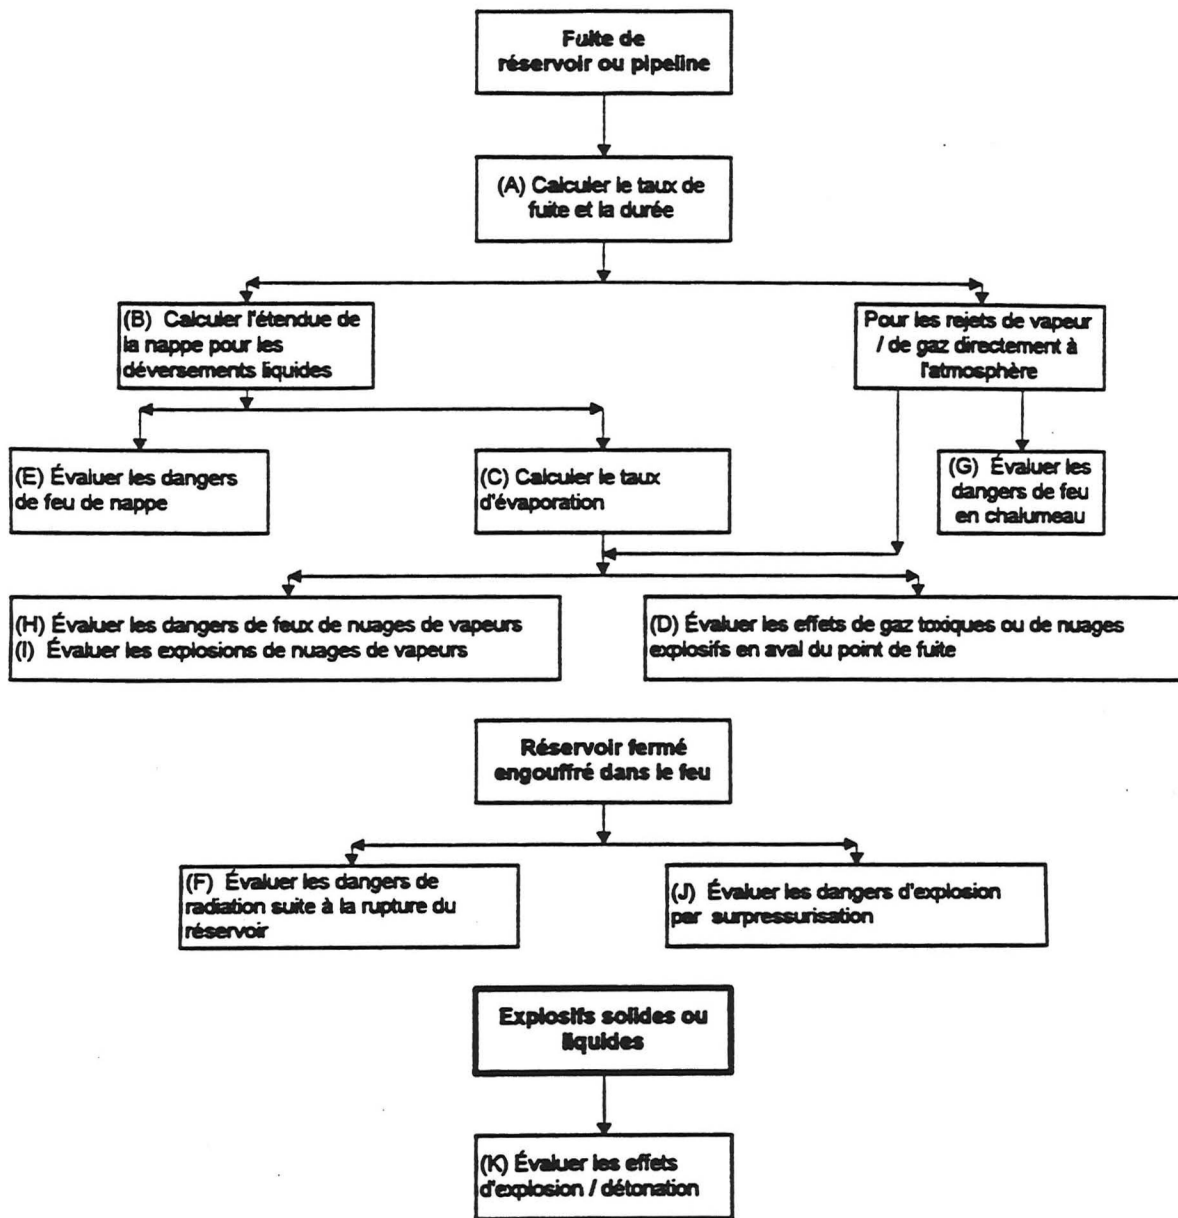 Fuite de
réservoir ou pipeline
(A) Calculer le taux de
fuite et la durée
(B) Calculer l'étendue de
la nappe pour les
déversements liquides
Pour les rejets de vapeur
/ de gaz directement à
l'atmosphère
(E) Évaluer les dangers
de feu de nappe
(C) Calculer le taux
d'évaporation
(G) Évaluer les
dangers de feu
en chalumeau
(H) Évaluer les dangers de feux de nuages de vapeurs
(I) Évaluer les explosions de nuages de vapeurs
(D) Évaluer les effets de gaz toxiques ou de nuages
explosifs en aval du point de fuite
Réservoir fermé
engouffré dans le feu
(F) Évaluer les dangers de
radiation suite à la rupture du
réservoir
(J) Évaluer les dangers d'explosion
par surpressurisation
Explosifs solides ou
liquides
(K) Évaluer les effets
d'explosion / détonation